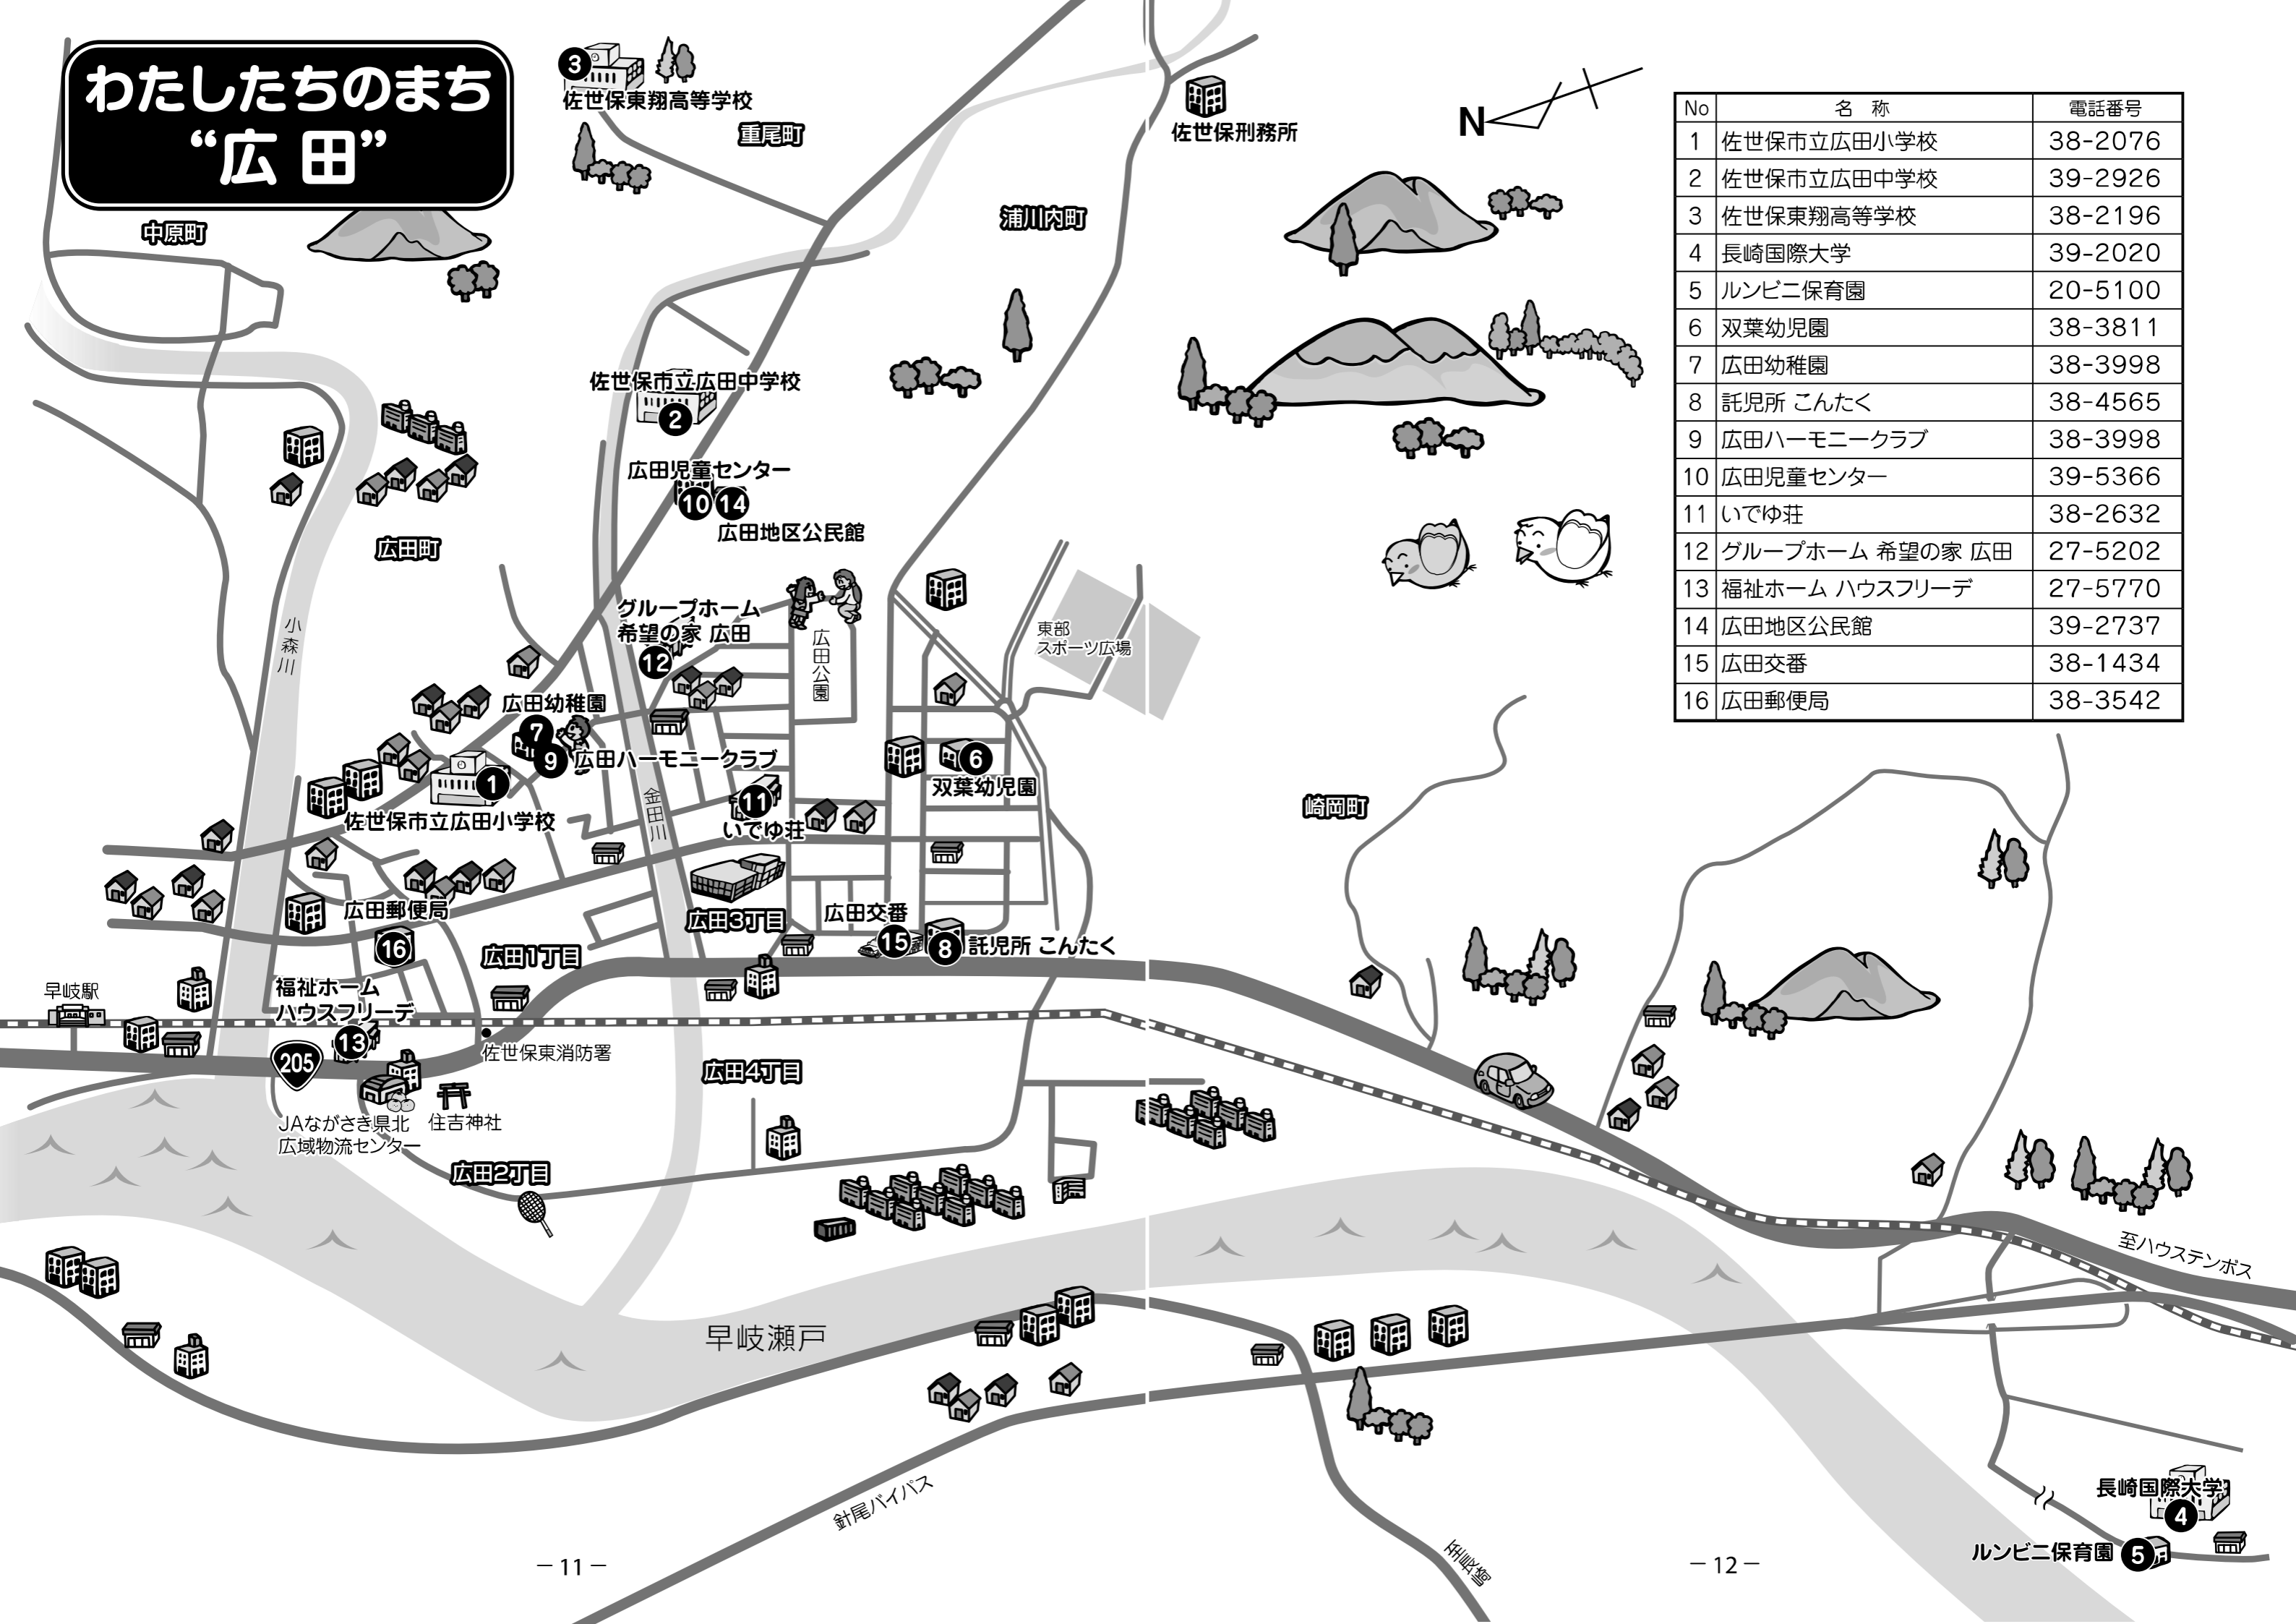 わたしたちのまち
“広田”
3
佐世保東翔高等学校
重尾町
佐世保刑務所
N
中原町
浦川内町
No 名 称 電話番号
1 佐世保市立広田小学校 38-2076
2 佐世保市立広田中学校 39-2926
3 佐世保東翔高等学校 38-2196
4 長崎国際大学 39-2020
5 ルンビニ保育園 20-5100
6 双葉幼児園 38-3811
7 広田幼稚園 38-3998
8 託児所 こんたく 38-4565
9 広田ハーモニークラブ 38-3998
10 広田児童センター 39-5366
11 いでゆ荘 38-2632
12 グループホーム 希望の家 広田 27-5202
13 福祉ホーム ハウスフリーデ 27-5770
14 広田地区公民館 39-2737
15 広田交番 38-1434
16 広田郵便局 38-3542
佐世保市立広田中学校
2
広田児童センター
10 14
広田地区公民館
広田町
小森川
グループホーム
希望の家 広田
12
広田公園
東部
スポーツ広場
広田幼稚園
7
9 広田ハーモニークラブ
1
佐世保市立広田小学校
金田川
11
いでゆ荘
6
双葉幼児園
崎岡町
広田郵便局
16
広田3丁目
広田交番
15
8 託児所 こんたく
広田1丁目
早岐駅
福祉ホーム
ハウスフリーデ
13
205
佐世保東消防署
広田4丁目
JAながさき県北
広域物流センター
住吉神社
広田2丁目
至ハウステンボス
早岐瀬戸
針尾バイパス
至長崎
長崎国際大学
4
ルンビニ保育園 5
－11－
－12－